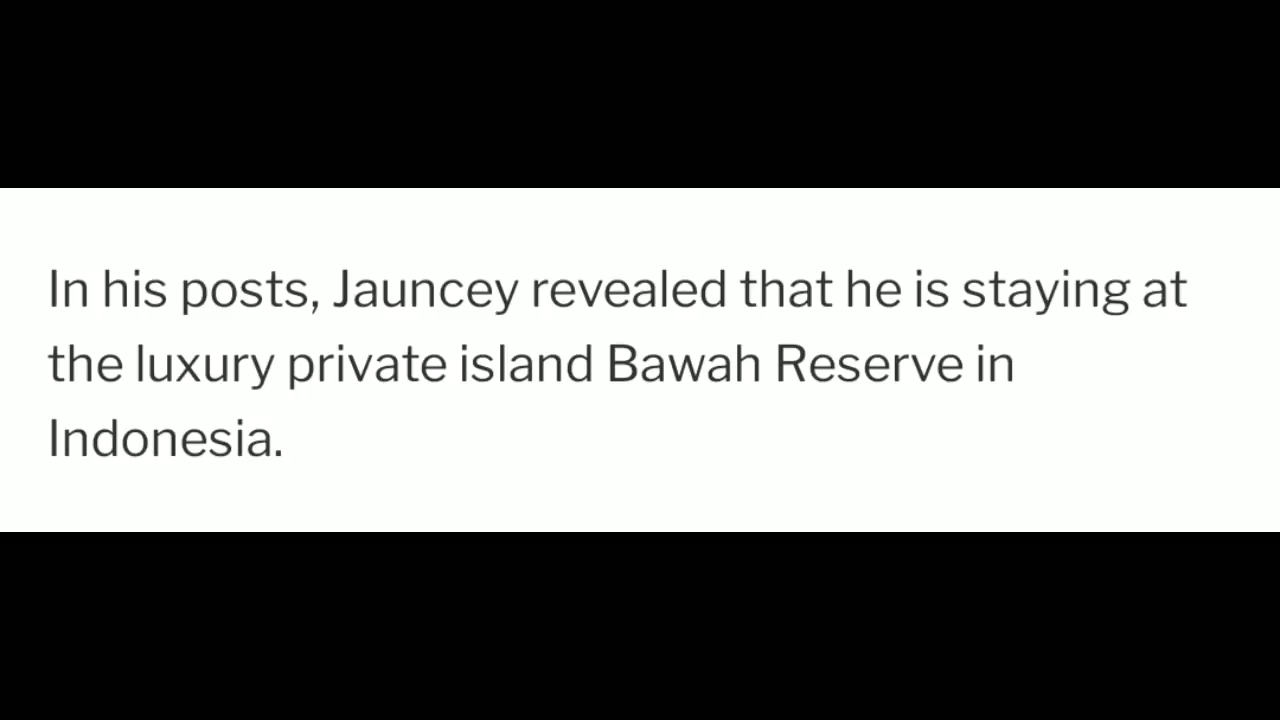 In his posts, Jauncey revealed that he is staying at
the luxury private island Bawah Reserve in
Indonesia.